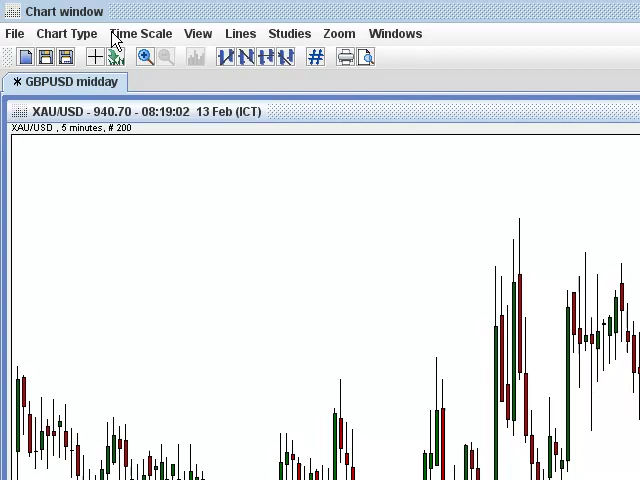 Chart window
File Chart Type Time Scale View Lines Studies Zoom Windows
#
* GBPUSD midday
XAU/USD - 940.70 - 08:19:02 13 Feb (ICT)
XAU/USD , 5 minutes, # 200